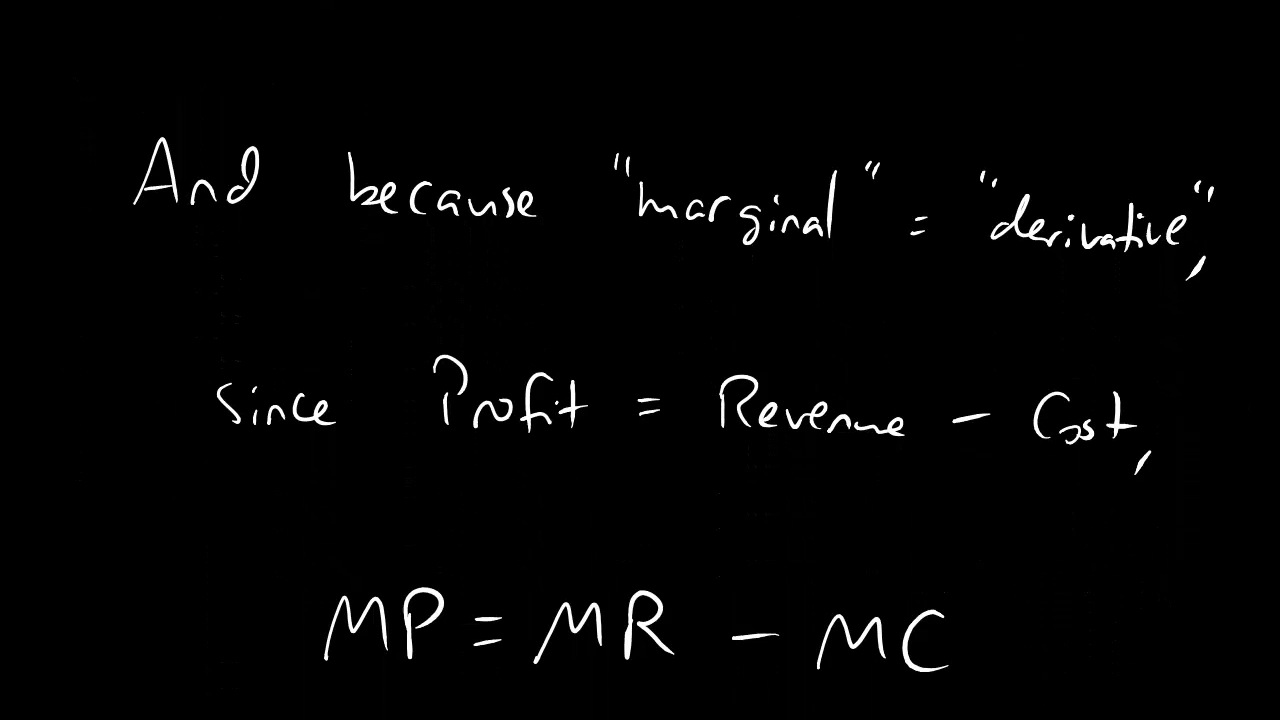 And because "marginal" = "derivative",
since Profit = Revenue - Cost,
MP = MR - MC